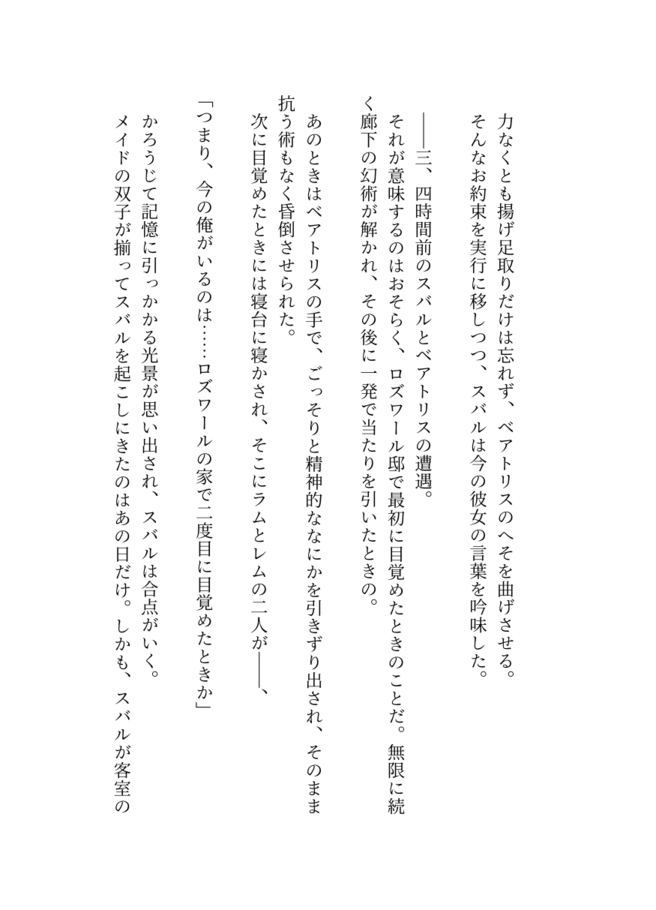 力なくとも揚げ足取りだけは忘れず、ベアトリスのへそを曲げさせる。
そんなお約束を実行に移しつつ、スバルは今の彼女の言葉を吟味した。
――三、四時間前のスバルとベアトリスの遭遇。
それが意味するのはおそらく、ロズワール邸で最初に目覚めたときのことだ。無限に続
く廊下の幻術が解かれ、その後に一発で当たりを引いたときの。
あのときはベアトリスの手で、ごっそりと精神的ななにかを引きずり出され、そのまま
抗う術もなく昏倒させられた。
次に目覚めたときには寝台に寝かされ、そこにラムとレムの二人が――、
「つまり、今の俺がいるのは……ロズワールの家で二度目に目覚めたときか」
かろうじて記憶に引っかかる光景が思い出され、スバルは合点がいく。
メイドの双子が揃ってスバルを起こしにきたのはあの日だけ。しかも、スバルが客室の